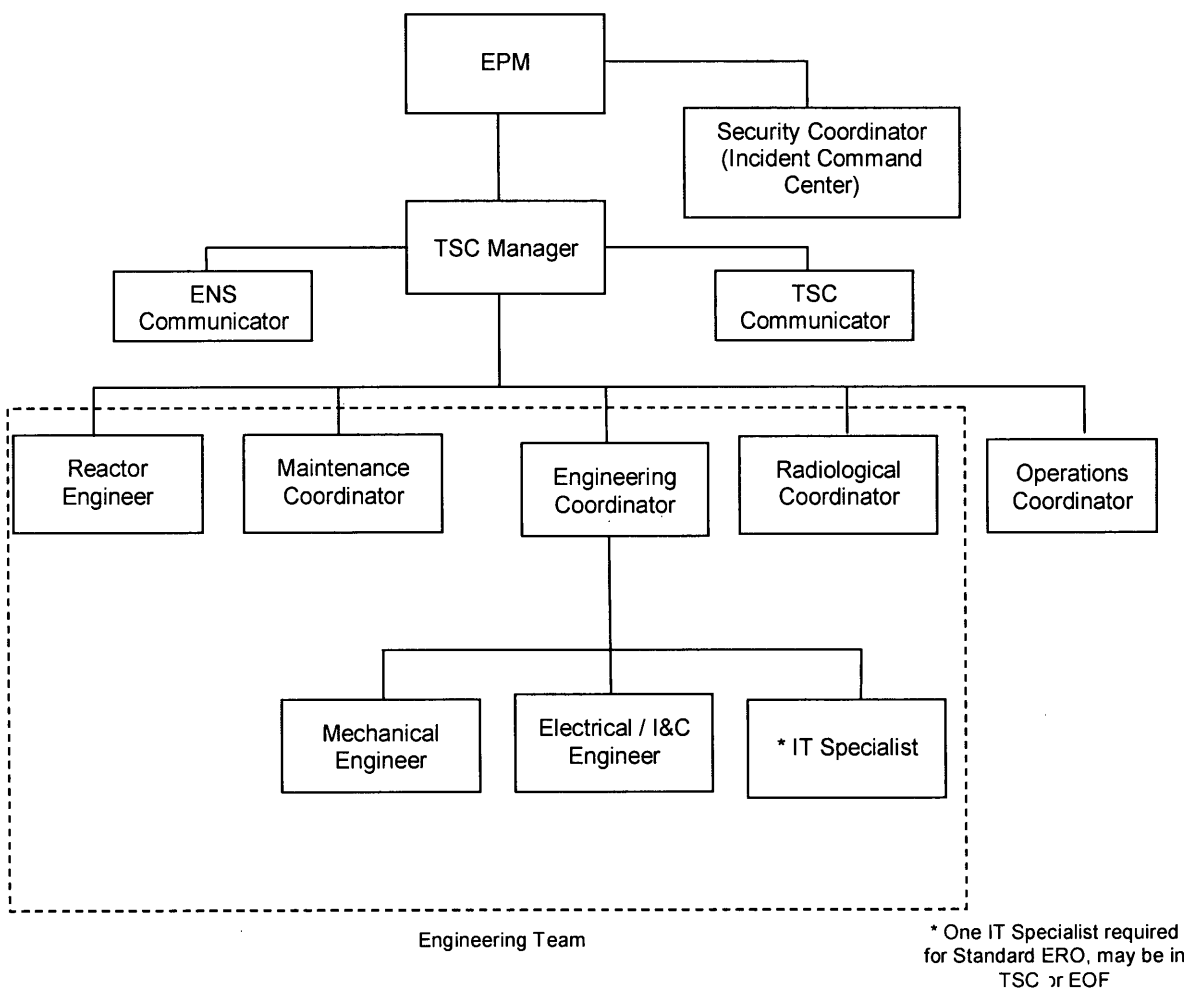 EPM
Security Coordinator
(Incident Command
Center)
TSC Manager
ENS
Communicator
TSC
Communicator
Reactor
Engineer
Maintenance
Coordinator
Engineering
Coordinator
Radiological
Coordinator
Operations
Coordinator
Mechanical
Engineer
Electrical / I&C
Engineer
* IT Specialist
Engineering Team
* One IT Specialist required
for Standard ERO, may be in
TSC or EOF